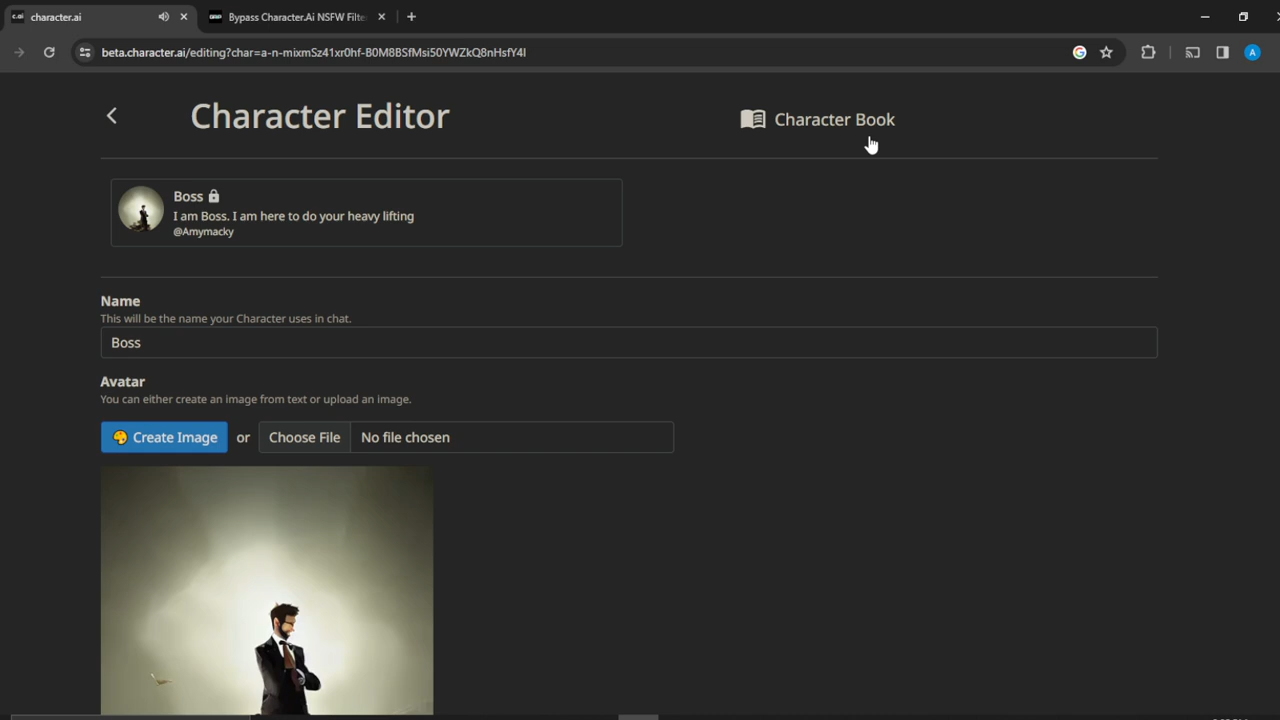 c.ai character.ai
Bypass Character.Ai NSFW Filte
beta.character.ai/editing?char=a-n-mixmSz41xr0hf-B0M8BSfMsi50YWZkQ8nHsfY4I
A
Character Editor
Character Book
Boss
I am Boss. I am here to do your heavy lifting
@Amymacky
Name
This will be the name your Character uses in chat.
Boss
Avatar
You can either create an image from text or upload an image.
Create Image or Choose File No file chosen